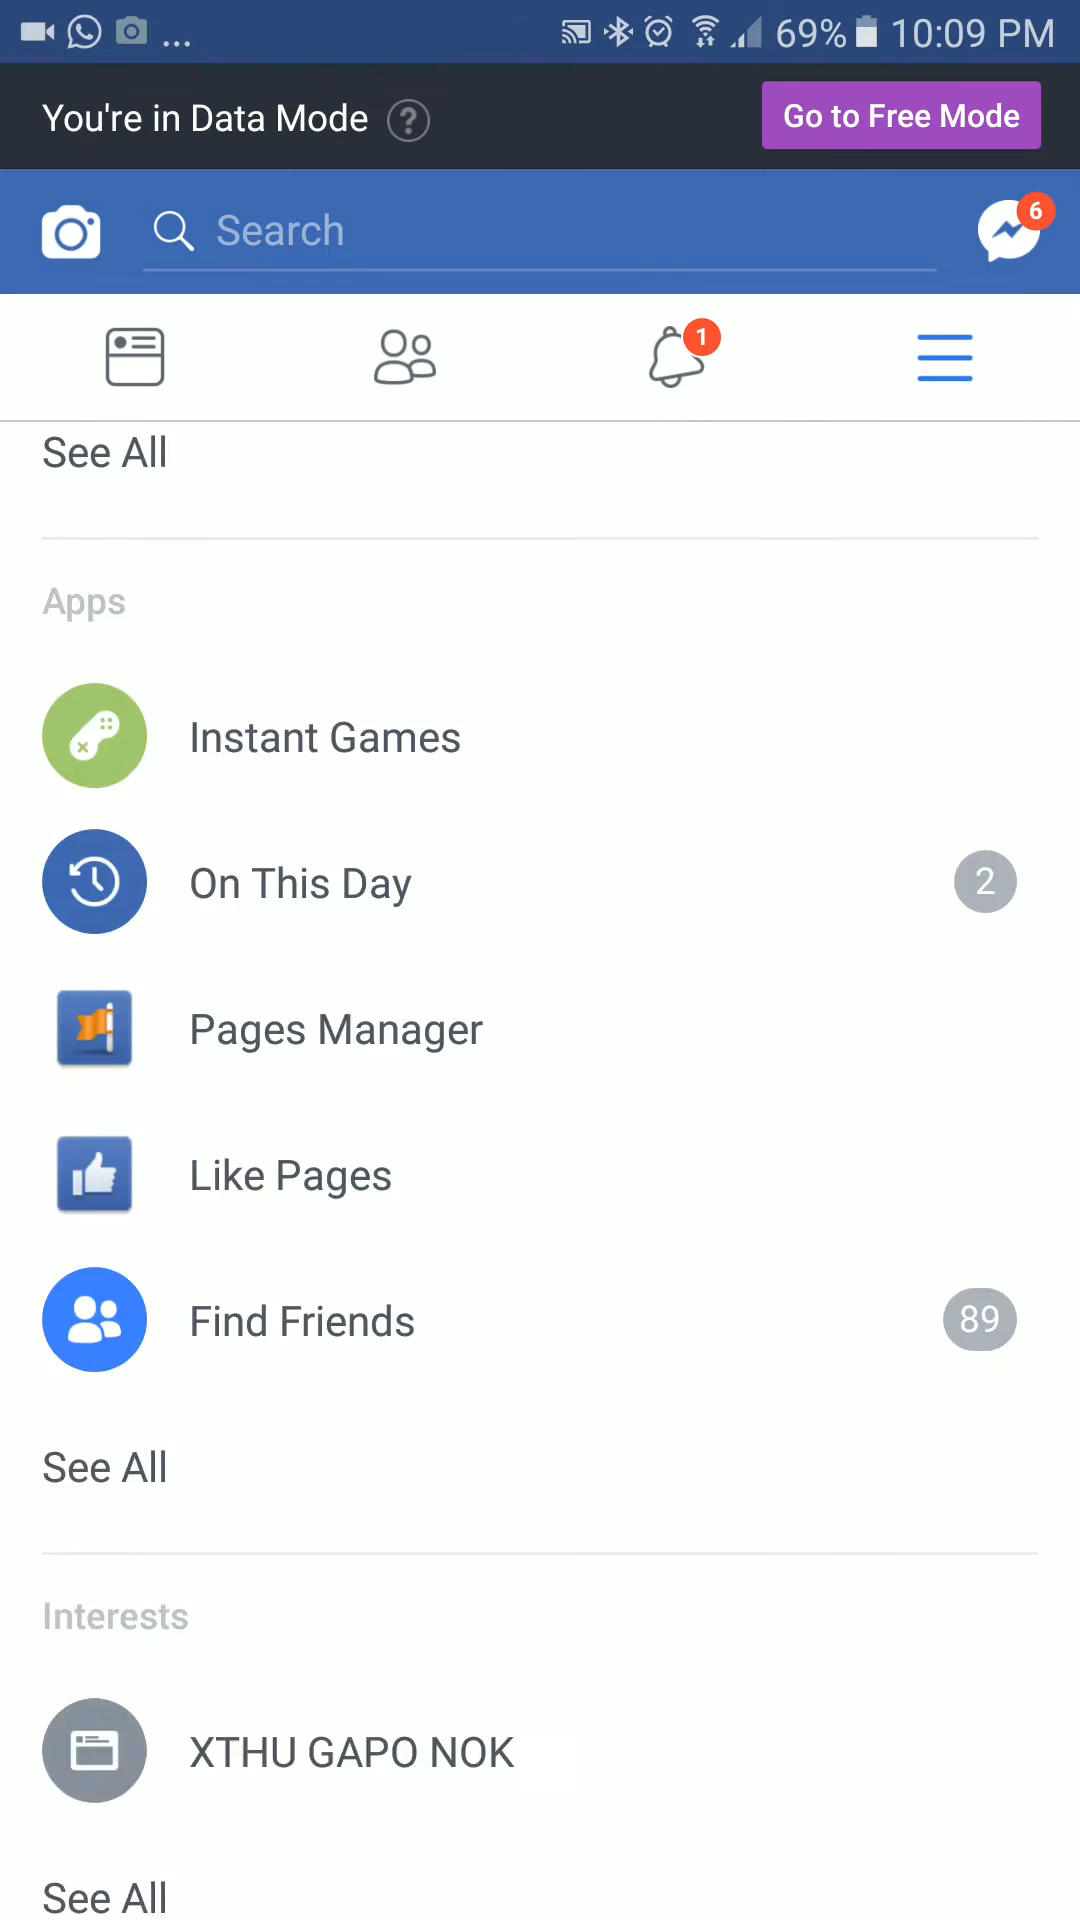 69% 10:09 PM
You're in Data Mode ?
Go to Free Mode
Search
6
1
See All
Apps
Instant Games
On This Day 2
Pages Manager
Like Pages
Find Friends 89
See All
Interests
XTHU GAPO NOK
See All